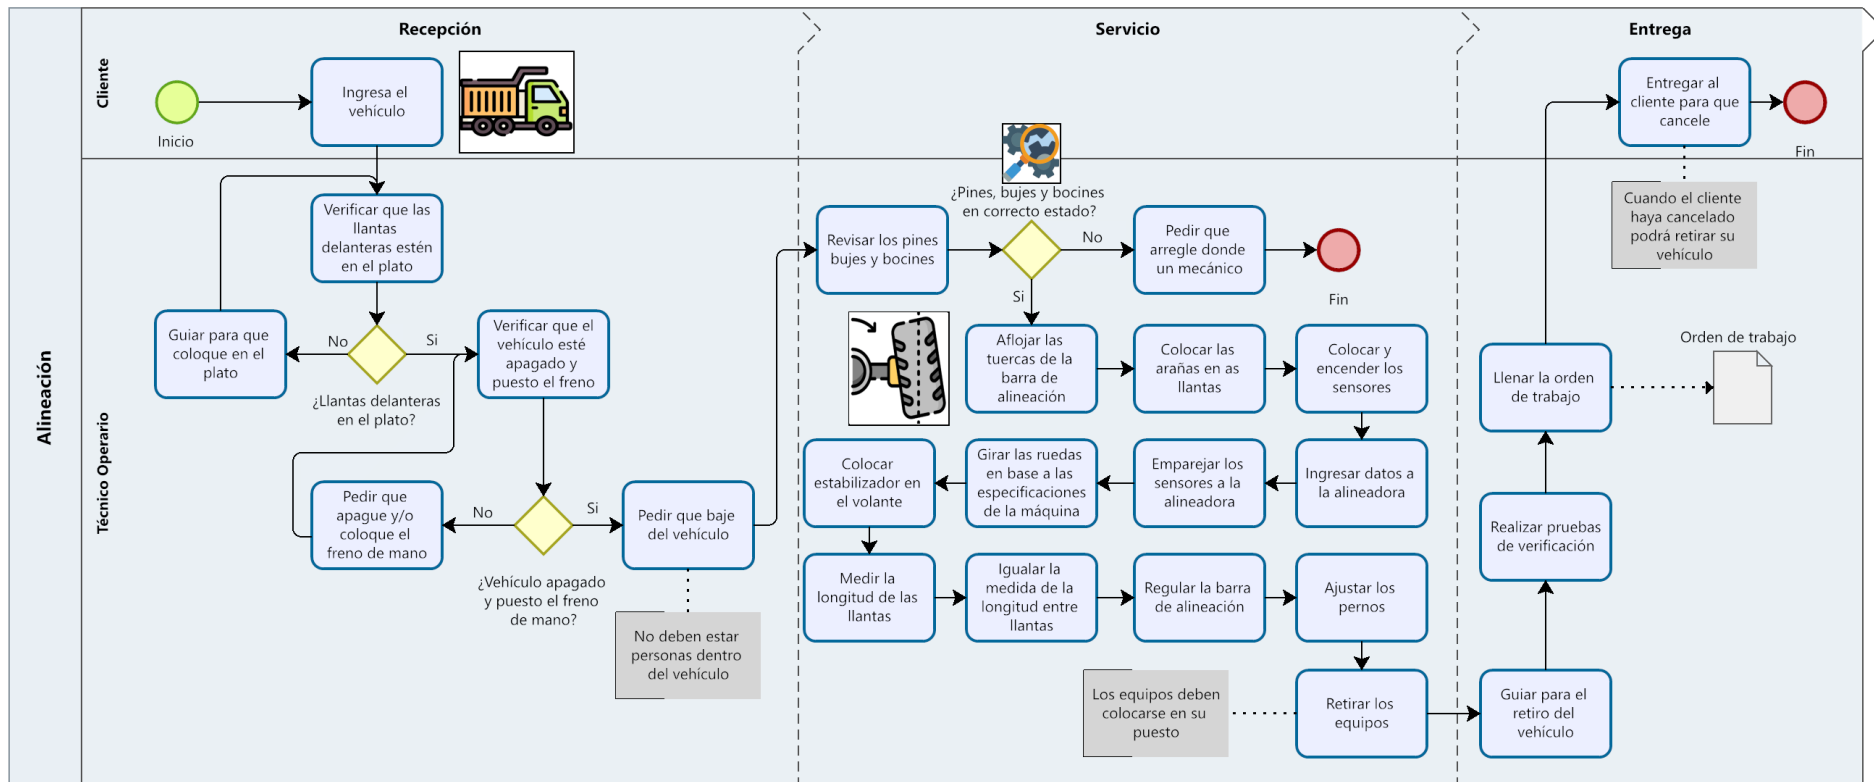 Alineación
Recepción
Servicio
Entrega
Cliente
Técnico Operario
Inicio
Ingresa el
vehículo
Verificar que las
llantas
delanteras estén
en el plato
Guiar para que
coloque en el
plato
No
Si
¿Llantas delanteras
en el plato?
Verificar que el
vehículo esté
apagado y
puesto el freno
Pedir que
apague y/o
coloque el
freno de mano
No
Si
¿Vehículo apagado
y puesto el freno
de mano?
Pedir que baje
del vehículo
No deben estar
personas dentro
del vehículo
Revisar los pines
bujes y bocines
¿Pines, bujes y bocines
en correcto estado?
No
Si
Pedir que
arregle donde
un mecánico
Fin
Aflojar las
tuercas de la
barra de
alineación
Colocar las
arañas en as
llantas
Colocar y
encender los
sensores
Ingresar datos a
la alineadora
Emparejar los
sensores a la
alineadora
Girar las ruedas
en base a las
especificaciones
de la máquina
Colocar
estabilizador en
el volante
Medir la
longitud de las
llantas
Igualar la
medida de la
longitud entre
llantas
Regular la barra
de alineación
Ajustar los
pernos
Retirar los
equipos
Los equipos deben
colocarse en su
puesto
Guiar para el
retiro del
vehículo
Realizar pruebas
de verificación
Llenar la orden
de trabajo
Orden de trabajo
Entregar al
cliente para que
cancele
Fin
Cuando el cliente
haya cancelado
podrá retirar su
vehículo